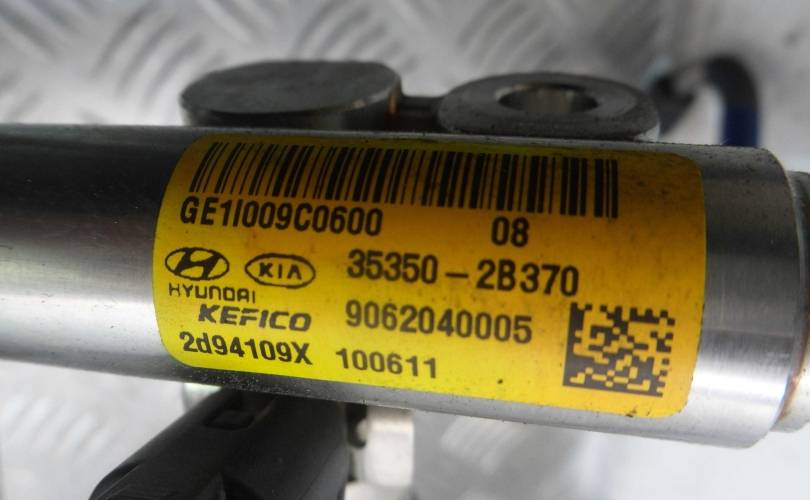 GE1I009C0600 08
HYUNDAI KIA 35350-2B370
KEFICO 9062040005
2d94109X 100611